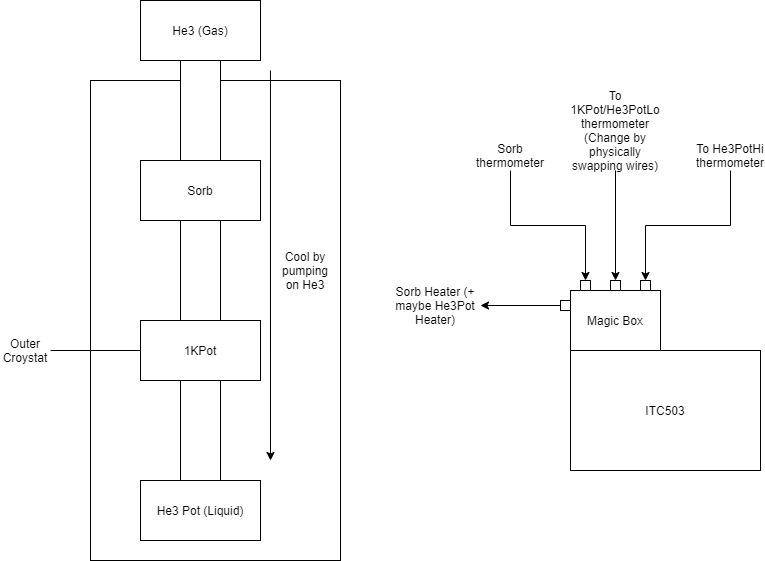 He3 (Gas)
Sorb
Cool by
pumping
on He3
Outer
Croystat
1KPot
He3 Pot (Liquid)
To
1KPot/He3PotLo
thermometer
(Change by
physically
swapping wires)
Sorb
thermometer
To He3PotHi
thermometer
Sorb Heater (+
maybe He3Pot
Heater)
Magic Box
ITC503